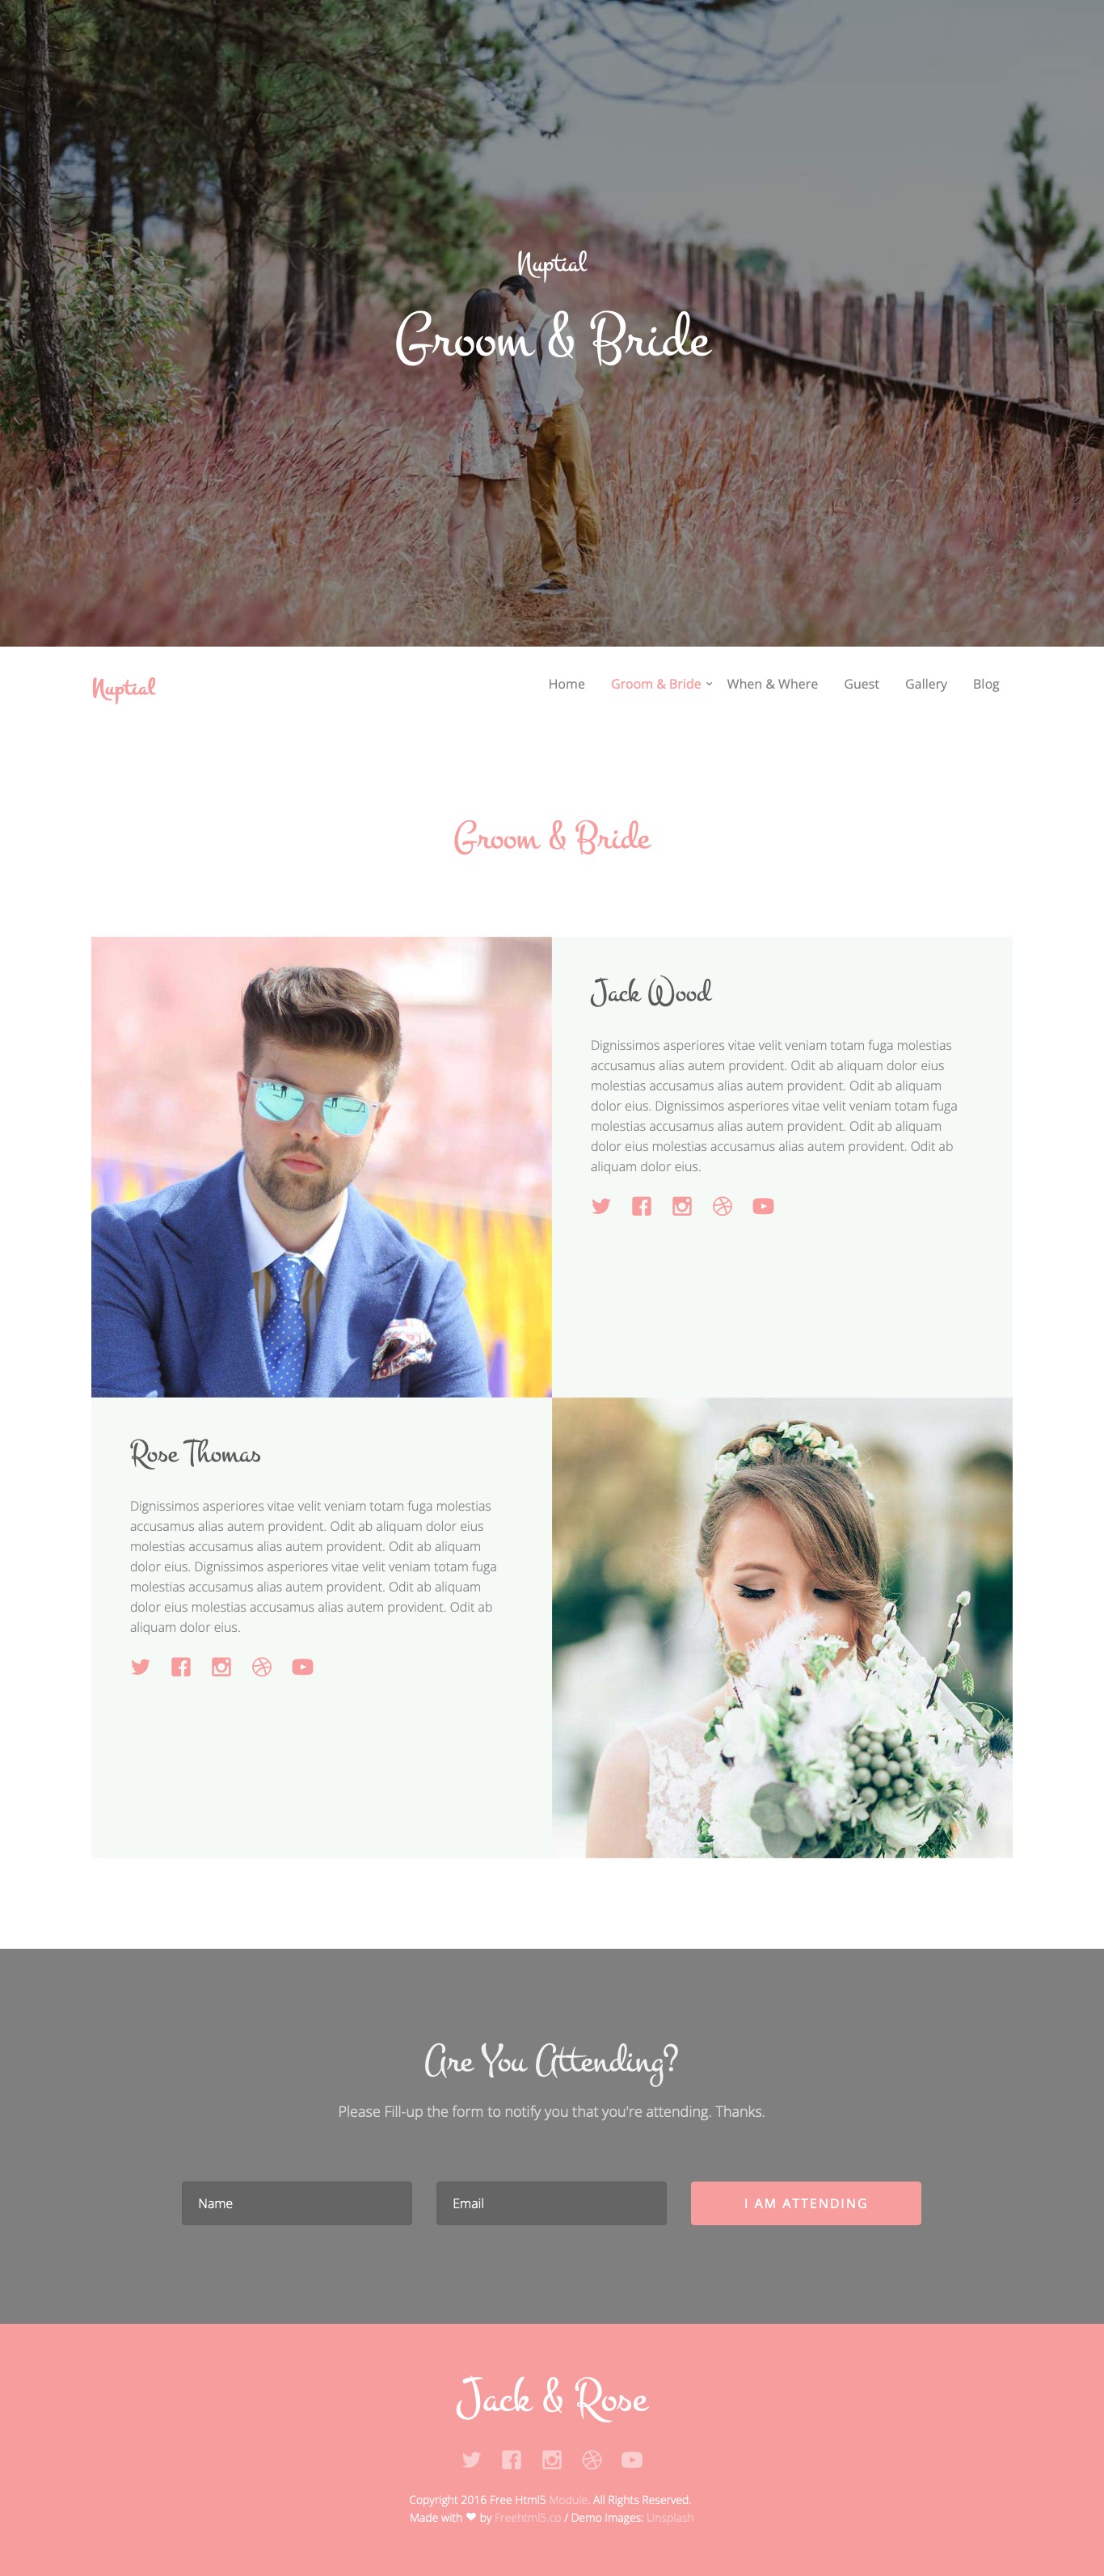 Nuptial
Groom & Bride
Nuptial
Home Groom & Bride When & Where Guest Gallery Blog
Groom & Bride
Jack Wood
Dignissimos asperiores vitae velit veniam totam fuga molestias
accusamus alias autem provident. Odit ab aliquam dolor eius
molestias accusamus alias autem provident. Odit ab aliquam
dolor eius. Dignissimos asperiores vitae velit veniam totam fuga
molestias accusamus alias autem provident. Odit ab aliquam
dolor eius molestias accusamus alias autem provident. Odit ab
aliquam dolor eius.
Rose Thomas
Dignissimos asperiores vitae velit veniam totam fuga molestias
accusamus alias autem provident. Odit ab aliquam dolor eius
molestias accusamus alias autem provident. Odit ab aliquam
dolor eius. Dignissimos asperiores vitae velit veniam totam fuga
molestias accusamus alias autem provident. Odit ab aliquam
dolor eius molestias accusamus alias autem provident. Odit ab
aliquam dolor eius.
Are You Attending?
Please Fill-up the form to notify you that you're attending. Thanks.
Name Email I AM ATTENDING
Jack & Rose
Copyright 2016 Free Html5 Module. All Rights Reserved.
Made with ♥ by Freehtml5.co / Demo Images: Unsplash